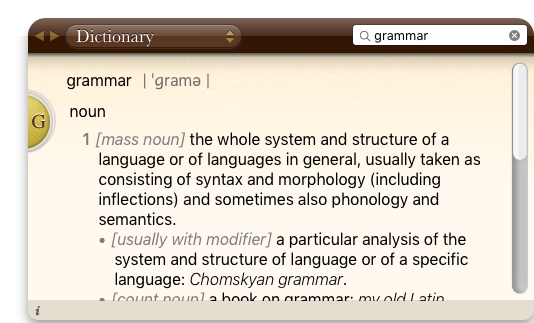 Dictionary
grammar
grammar | ˈgramə |
G
noun
1 [mass noun] the whole system and structure of a
language or of languages in general, usually taken as
consisting of syntax and morphology (including
inflections) and sometimes also phonology and
semantics.
• [usually with modifier] a particular analysis of the
system and structure of language or of a specific
language: Chomskyan grammar.
• [count noun] a book on grammar: my old Latin
i